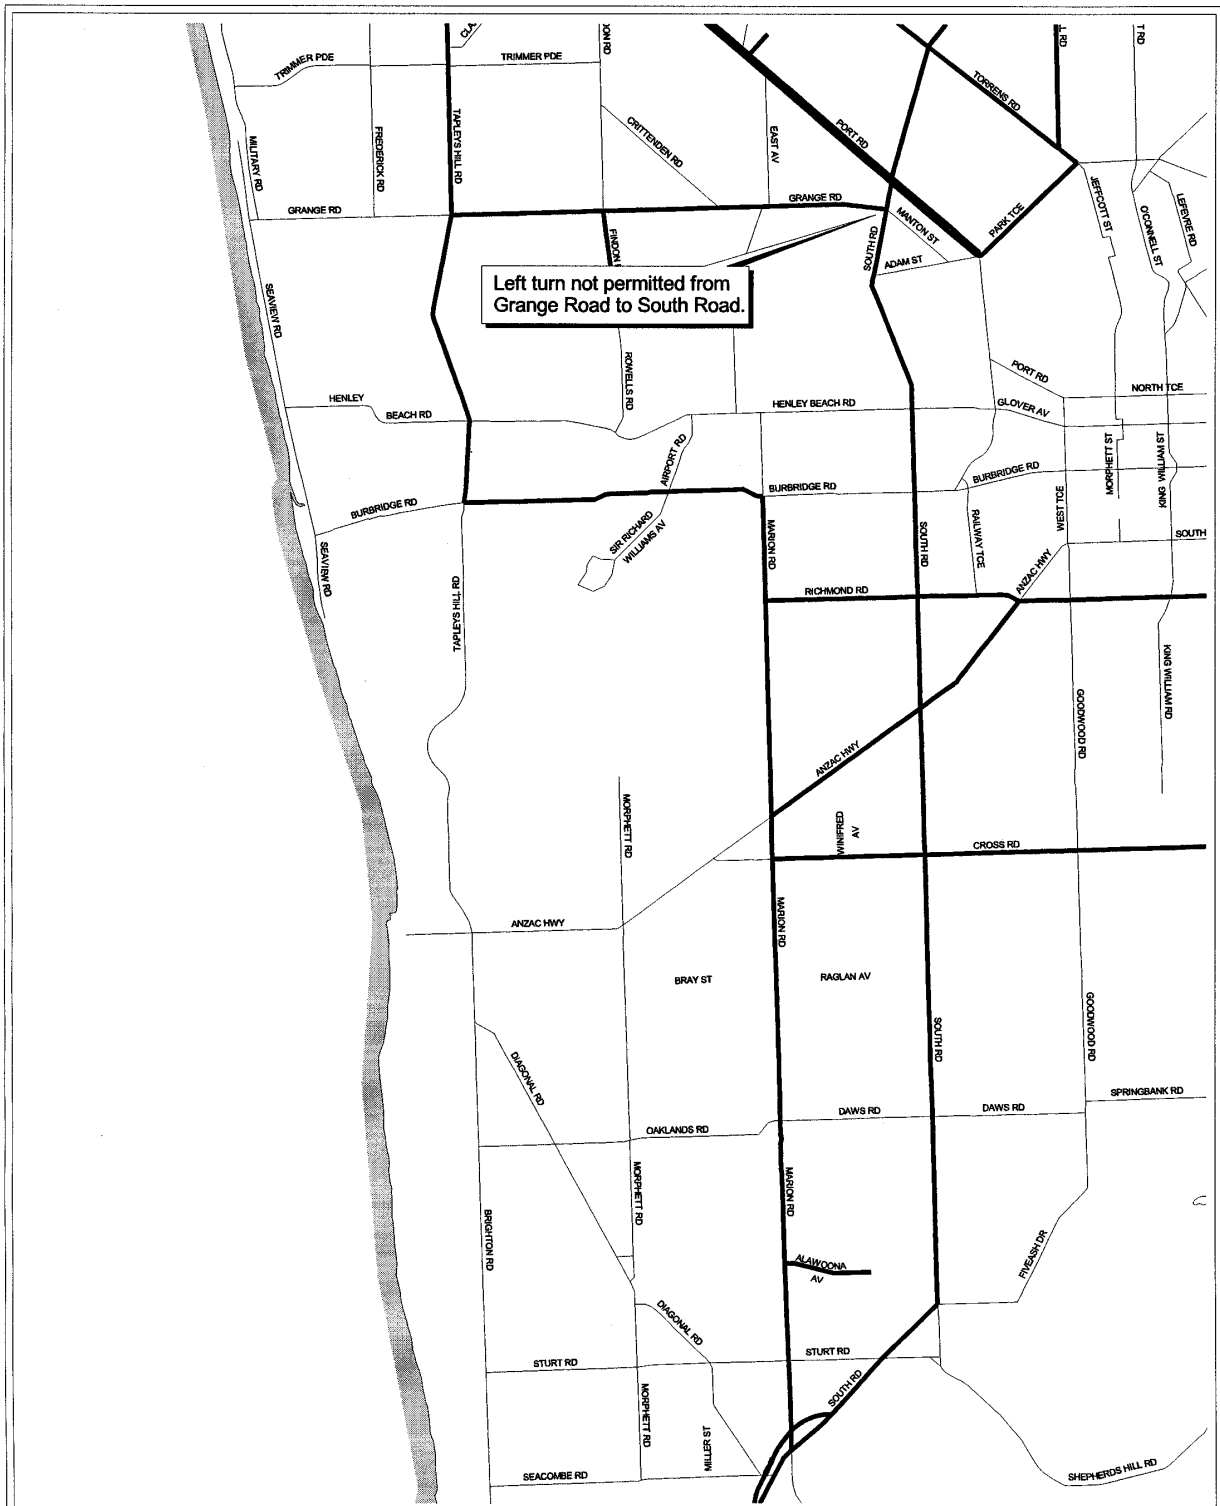 CLA
ON RD
T RD
T RD
TRIMMER PDE
TRIMMER PDE
TORRENS RD
MILITARY RD
FREDERICK RD
TAPLEYS HILL RD
CRITTENDEN RD
EAST AV
PORT RD
GRANGE RD
GRANGE RD
FINDON
MANTON ST
PARK TCE
JEFFCOTT ST
O'CONNELL ST
LEFEVRE RD
SOUTH RD
ADAM ST
Left turn not permitted from
Grange Road to South Road.
SEAVIEW RD
ROWELLS RD
PORT RD
NORTH TCE
HENLEY
BEACH RD
HENLEY BEACH RD
GLOVER AV
AIRPORT RD
MORPHETT ST
KING WILLIAM ST
BURBRIDGE RD
BURBRIDGE RD
BURBRIDGE RD
WEST TCE
SIR RICHARD
WILLIAMS AV
MARION RD
SOUTH RD
RAILWAY TCE
ANZAC HWY
SOUTH
SEAVIEW RD
TAPLEYS HILL RD
RICHMOND RD
KING WILLIAM RD
GOODWOOD RD
ANZAC HWY
MORPHETT RD
WINIFRED
AV
CROSS RD
ANZAC HWY
MARION RD
BRAY ST
RAGLAN AV
SOUTH RD
GOODWOOD RD
DIAGONAL RD
SPRINGBANK RD
DAWS RD
DAWS RD
OAKLANDS RD
MORPHETT RD
MARION RD
BRIGHTON RD
ALAWOONA
AV
FIVEASH DR
DIAGONAL RD
STURT RD
STURT RD
SOUTH RD
MORPHETT RD
MILLER ST
SEACOMBE RD
SHEPHERDS HILL RD